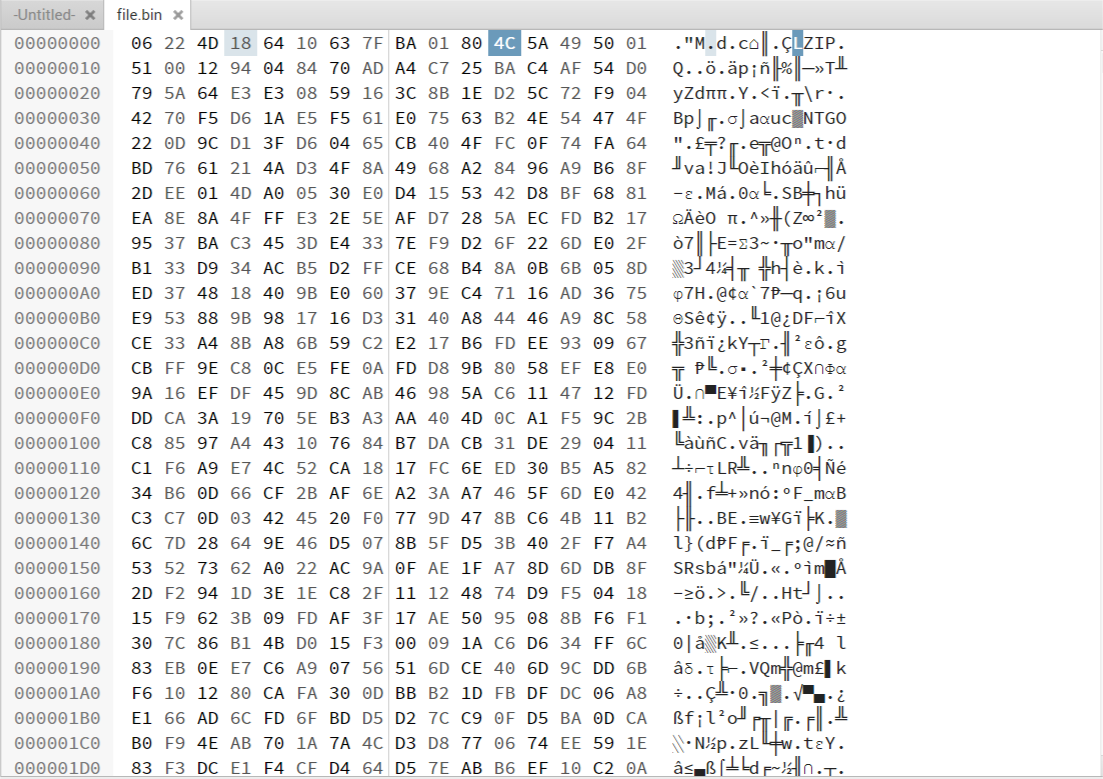 -Untitled- × file.bin ×
00000000 06 22 4D 18 64 10 63 7F BA 01 80 4C 5A 49 50 01 ."M.d.c⌂║.ÇLZIP.
00000010 51 00 12 94 04 84 70 AD A4 C7 25 BA C4 AF 54 D0 Q..ö.äp¡ñ╟%║─»T╨
00000020 79 5A 64 E3 E3 08 59 16 3C 8B 1E D2 5C 72 F9 04 yZdππ.Y.<ï.╥\r∙.
00000030 42 70 F5 D6 1A E5 F5 61 E0 75 63 B2 4E 54 47 4F Bp⌡╓.σ⌡aαuc▓NTGO
00000040 22 0D 9C D1 3F D6 04 65 CB 40 4F FC 0F 74 FA 64 ".£╤?╓.e╦@Oⁿ.t·d
00000050 BD 76 61 21 4A D3 4F 8A 49 68 A2 84 96 A9 B6 8F ╜va!J╙OèIhóäû⌐╢Å
00000060 2D EE 01 4D A0 05 30 E0 D4 15 53 42 D8 BF 68 81 -ε.Má.0α╘.SB╪┐hü
00000070 EA 8E 8A 4F FF E3 2E 5E AF D7 28 5A EC FD B2 17 ΩÄèO π.^»╫(Z∞²▓.
00000080 95 37 BA C3 45 3D E4 33 7E F9 D2 6F 22 6D E0 2F ò7║├E=Σ3~∙╥o"mα/
00000090 B1 33 D9 34 AC B5 D2 FF CE 68 B4 8A 0B 6B 05 8D ▒3┘4¼╡╥ ╬h┤è.k.ì
000000A0 ED 37 48 18 40 9B E0 60 37 9E C4 71 16 AD 36 75 φ7H.@¢α`7₧─q.¡6u
000000B0 E9 53 88 9B 98 17 16 D3 31 40 A8 44 46 A9 8C 58 ΘSê¢ÿ..╙1@¿DF⌐îX
000000C0 CE 33 A4 8B A8 6B 59 C2 E2 17 B6 FD EE 93 09 67 ╬3ñï¿kY┬Γ.╢²εô.g
000000D0 CB FF 9E C8 0C E5 FE 0A FD D8 9B 80 58 EF E8 E0 ╦ ₧╚.σ■.²╪¢ÇX∩Φα
000000E0 9A 16 EF DF 45 9D 8C AB 46 98 5A C6 11 47 12 FD Ü.∩▀E¥î½FÿZ╞.G.²
000000F0 DD CA 3A 19 70 5E B3 A3 AA 40 4D 0C A1 F5 9C 2B ▌╩:.p^│ú¬@M.í⌡£+
00000100 C8 85 97 A4 43 10 76 84 B7 DA CB 31 DE 29 04 11 ╚àùñC.vä╖┌╦1▐)..
00000110 C1 F6 A9 E7 4C 52 CA 18 17 FC 6E ED 30 B5 A5 82 ┴÷⌐τLR╩..ⁿnφ0╡Ñé
00000120 34 B6 0D 66 CF 2B AF 6E A2 3A A7 46 5F 6D E0 42 4╢.f╧+»nó:ºF_mαB
00000130 C3 C7 0D 03 42 45 20 F0 77 9D 47 8B C6 4B 11 B2 ├╟..BE ≡w¥Gï╞K.▓
00000140 6C 7D 28 64 9E 46 D5 07 8B 5F D5 3B 40 2F F7 A4 l}(d₧F╒.ï_╒;@/≈ñ
00000150 53 52 73 62 A0 22 AC 9A 0F AE 1F A7 8D 6D DB 8F SRsbá"¼Ü.«.ºìm█Å
00000160 2D F2 94 1D 3E 1E C8 2F 11 12 48 74 D9 F5 04 18 -≥ö.>.╚/..Ht┘⌡..
00000170 15 F9 62 3B 09 FD AF 3F 17 AE 50 95 08 8B F6 F1 .∙b;.²»?.«Pò.ï÷±
00000180 30 7C 86 B1 4B D0 15 F3 00 09 1A C6 D6 34 FF 6C 0|å▒K╨.≤...╞╓4 l
00000190 83 EB 0E E7 C6 A9 07 56 51 6D CE 40 6D 9C DD 6B âδ.τ╞⌐.VQm╬@m£▌k
000001A0 F6 10 12 80 CA FA 30 0D BB B2 1D FB DF DC 06 A8 ÷..Ç╩·0.╗▓.√▀▄.¿
000001B0 E1 66 AD 6C FD 6F BD D5 D2 7C C9 0F D5 BA 0D CA ßf¡l²o╜╒╥|╔.╒║.╩
000001C0 B0 F9 4E AB 70 1A 7A 4C D3 D8 77 06 74 EE 59 1E ░∙N½p.zL╙╪w.tεY.
000001D0 83 F3 DC E1 F4 CF D4 64 D5 7E AB B6 EF 10 C2 0A â≤▄ß⌠╧╘d╒~½╢∩.┬.